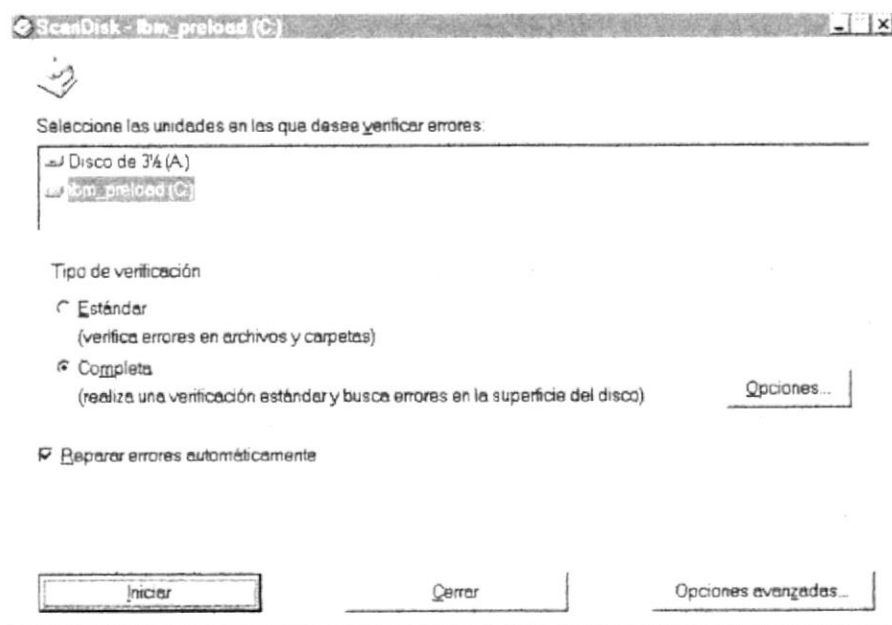 ScanDisk - Ibm_preload (C:)
Seleccione las unidades en las que desee verificar errores:
Disco de 3½ (A:)
Ibm_preload (C:)
Tipo de verificación
Estándar
(verifica errores en archivos y carpetas)
Completa
(realiza una verificación estándar y busca errores en la superficie del disco)
Opciones...
Reparar errores automáticamente
Iniciar
Cerrar
Opciones avanzadas...